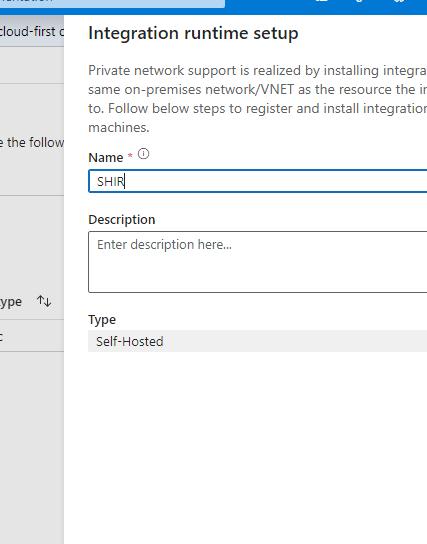 cloud-first
Integration runtime setup
Private network support is realized by installing
same on-premises network/VNET as the resource the
to. Follow below steps to register and install
machines.
e the follow
Name *
SHIR
Description
Enter description here...
ype
Type
Self-Hosted